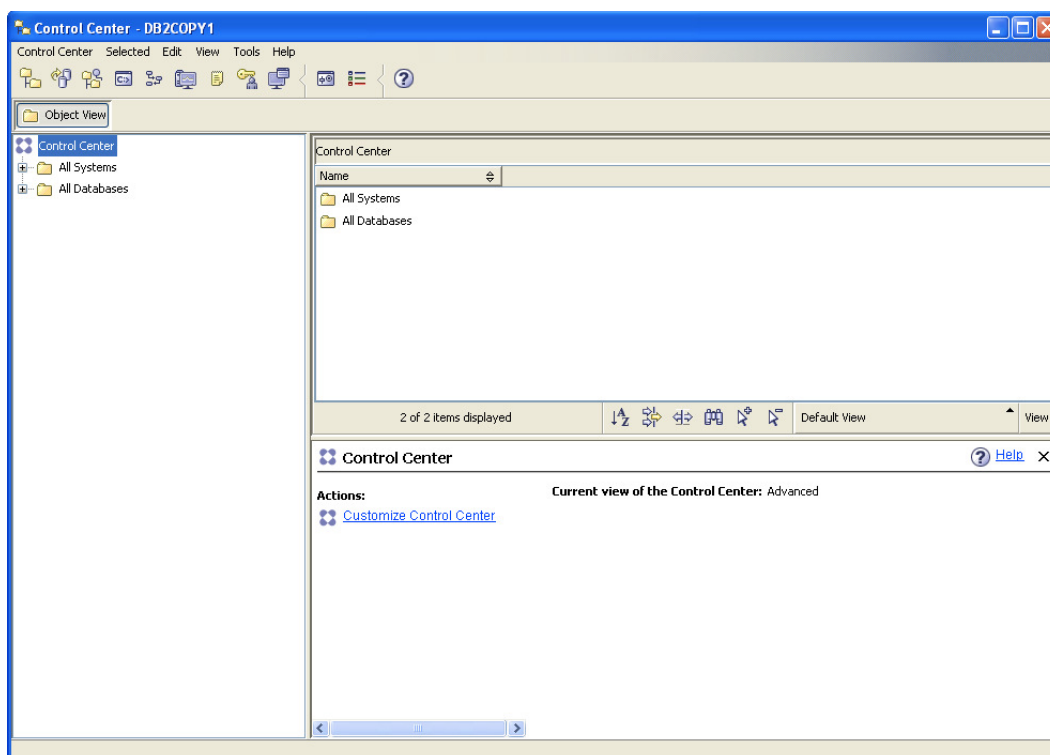 Control Center - DB2COPY1
Control Center Selected Edit View Tools Help
Object View
Control Center
All Systems
All Databases
Control Center
Name
All Systems
All Databases
2 of 2 items displayed
Default View
View
Control Center
Help
Actions:
Current view of the Control Center: Advanced
Customize Control Center